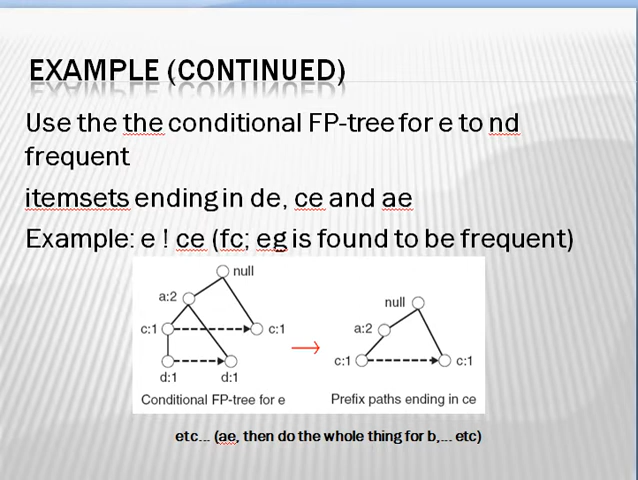 EXAMPLE (CONTINUED)
Use the the conditional FP-tree for e to nd
frequent
itemsets ending in de, ce and ae
Example: e ! ce (fc; eg is found to be frequent)
null
a:2
c:1
c:1
d:1
d:1
Conditional FP-tree for e
null
a:2
c:1
c:1
Prefix paths ending in ce
etc... (ae, then do the whole thing for b,... etc)